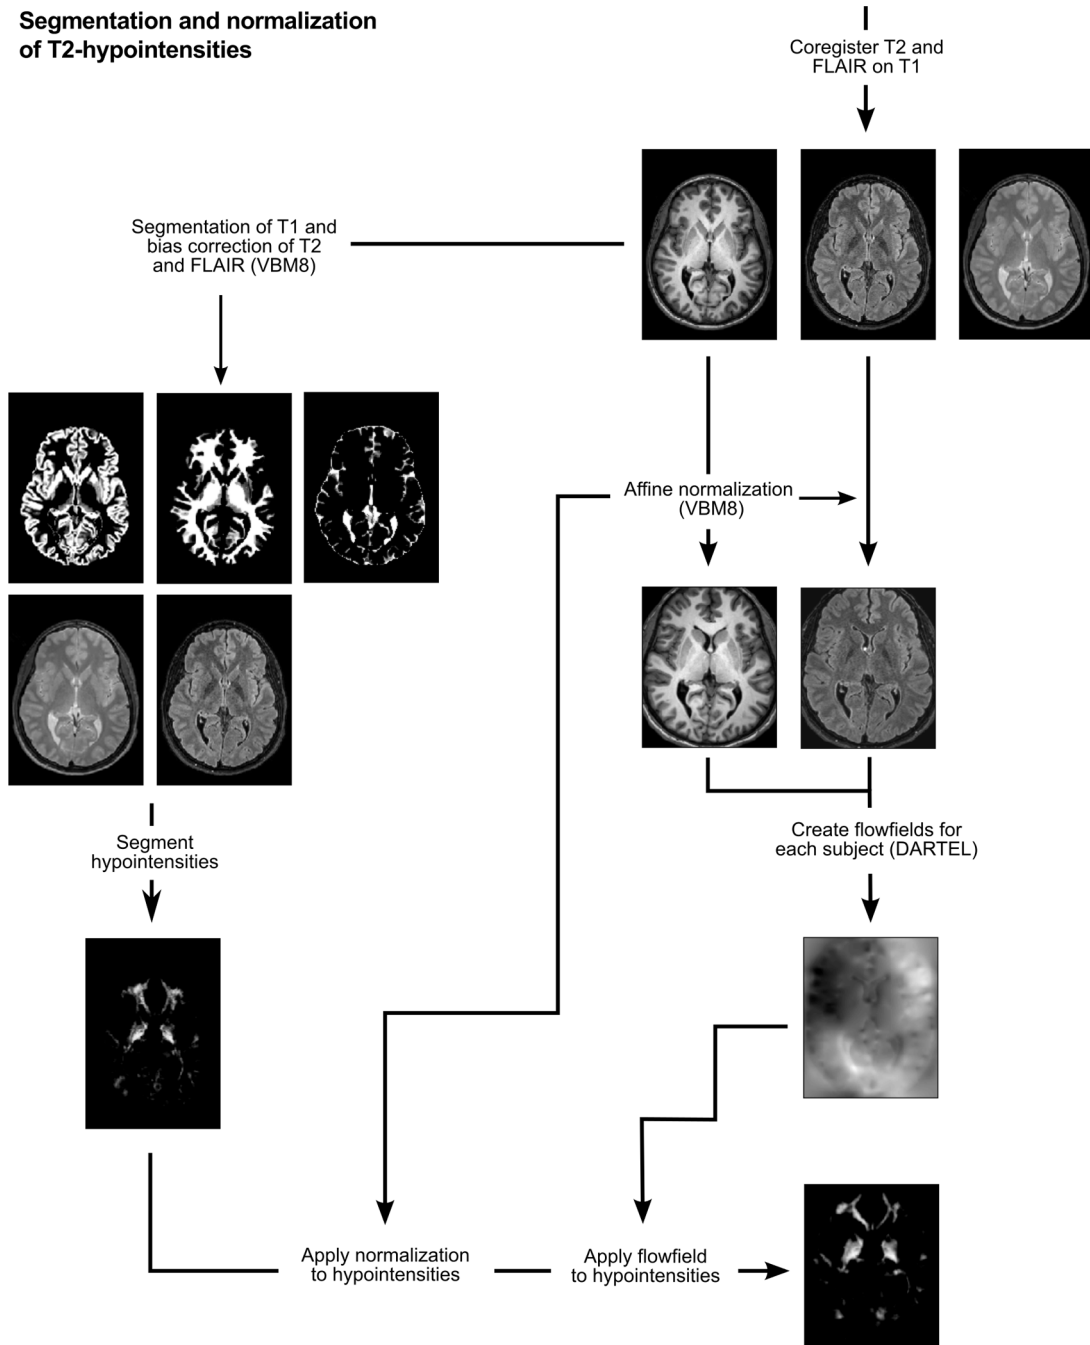 Segmentation and normalization
of T2-hypointensities
Coregister T2 and
FLAIR on T1
Segmentation of T1 and
bias correction of T2
and FLAIR (VBM8)
Affine normalization
(VBM8)
Create flowfields for
each subject (DARTEL)
Segment
hypointensities
Apply normalization
to hypointensities
Apply flowfield
to hypointensities